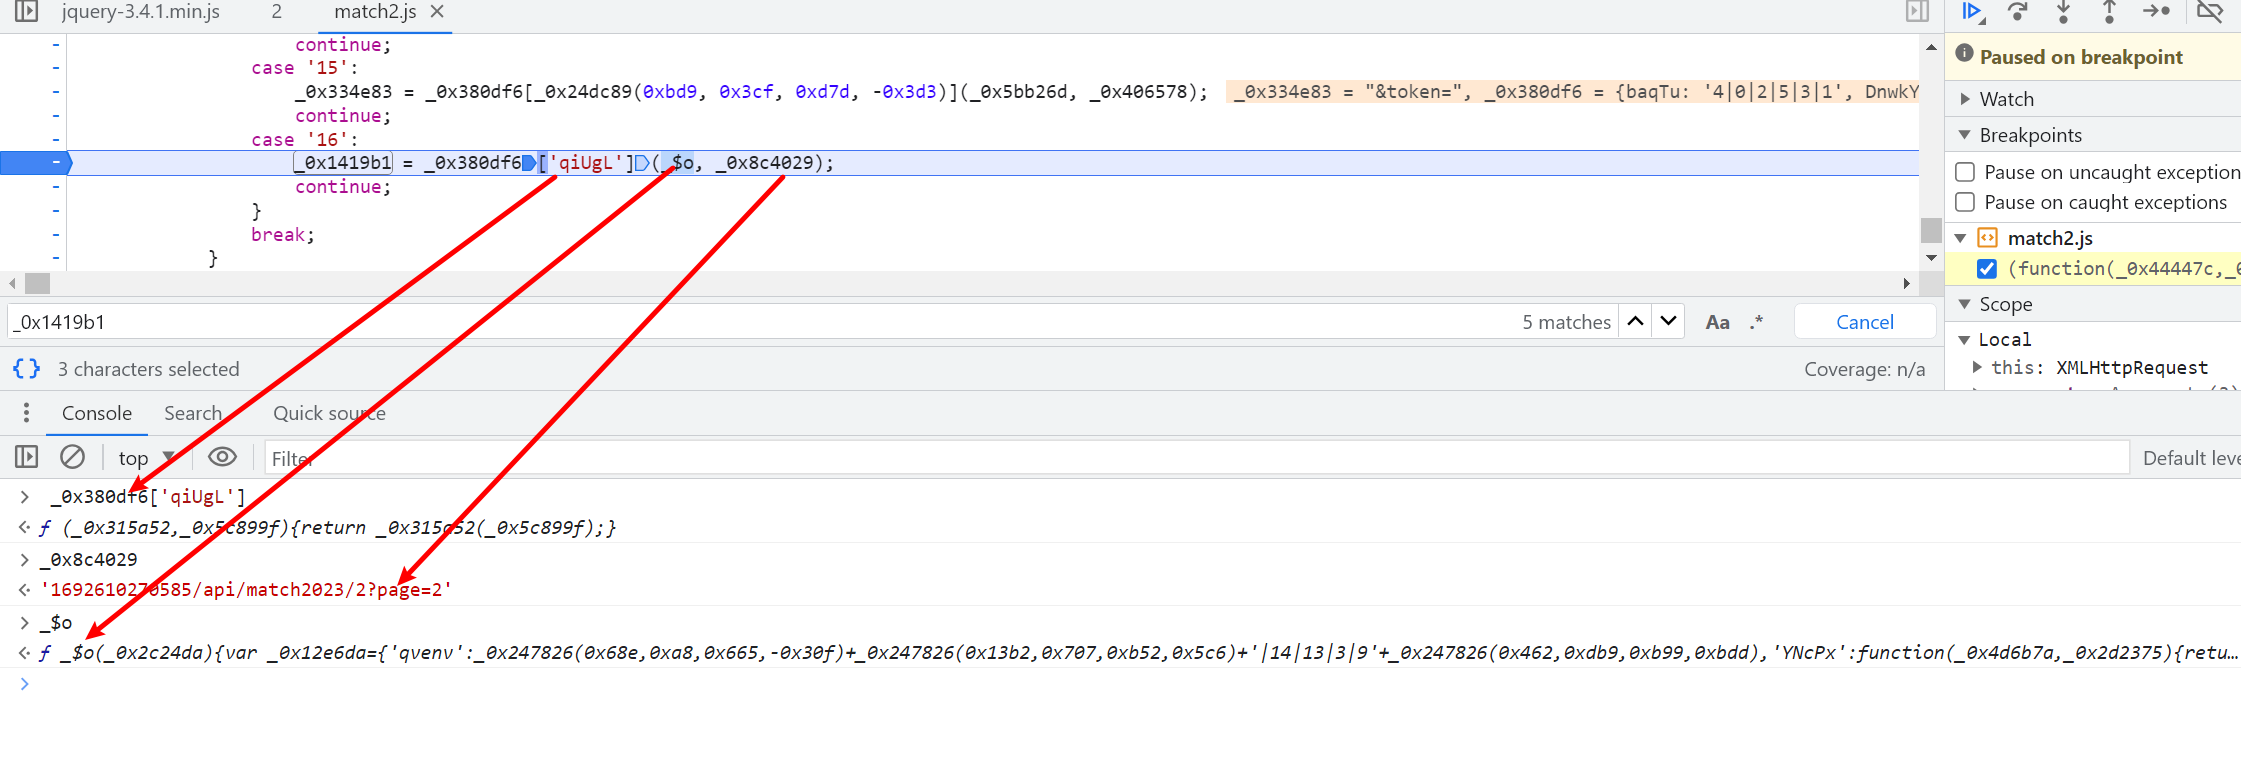 jquery-3.4.1.min.js 2 match2.js
continue;
case '15':
_0x334e83 = _0x380df6[_0x24dc89(0xbd9, 0x3cf, 0xd7d, -0x3d3)](_0x5bb26d, _0x406578); _0x334e83 = "&token=", _0x380df6 = {baqTu: '4|0|2|5|3|1', DnwkY
continue;
case '16':
_0x1419b1 = _0x380df6['qiUgL'](_$o, _0x8c4029);
continue;
}
break;
}
_0x1419b1 5 matches Aa .* Cancel
{} 3 characters selected Coverage: n/a
Paused on breakpoint
Watch
Breakpoints
Pause on uncaught exception
Pause on caught exceptions
match2.js
(function(_0x44447c,_0
Scope
Local
this: XMLHttpRequest
Console Search Quick source
top Filter Default leve
_0x380df6['qiUgL']
ƒ (_0x315a52,_0x5c899f){return _0x315a52(_0x5c899f);}
_0x8c4029
'1692610270585/api/match2023/2?page=2'
_$o
ƒ _$o(_0x2c24da){var _0x12e6da={'qvenv':_0x247826(0x68e,0xa8,0x665,-0x30f)+_0x247826(0x13b2,0x707,0xb52,0x5c6)+'|14|13|3|9'+_0x247826(0x462,0xdb9,0xb99,0xbdd),'YNcPx':function(_0x4d6b7a,_0x2d2375){retu…